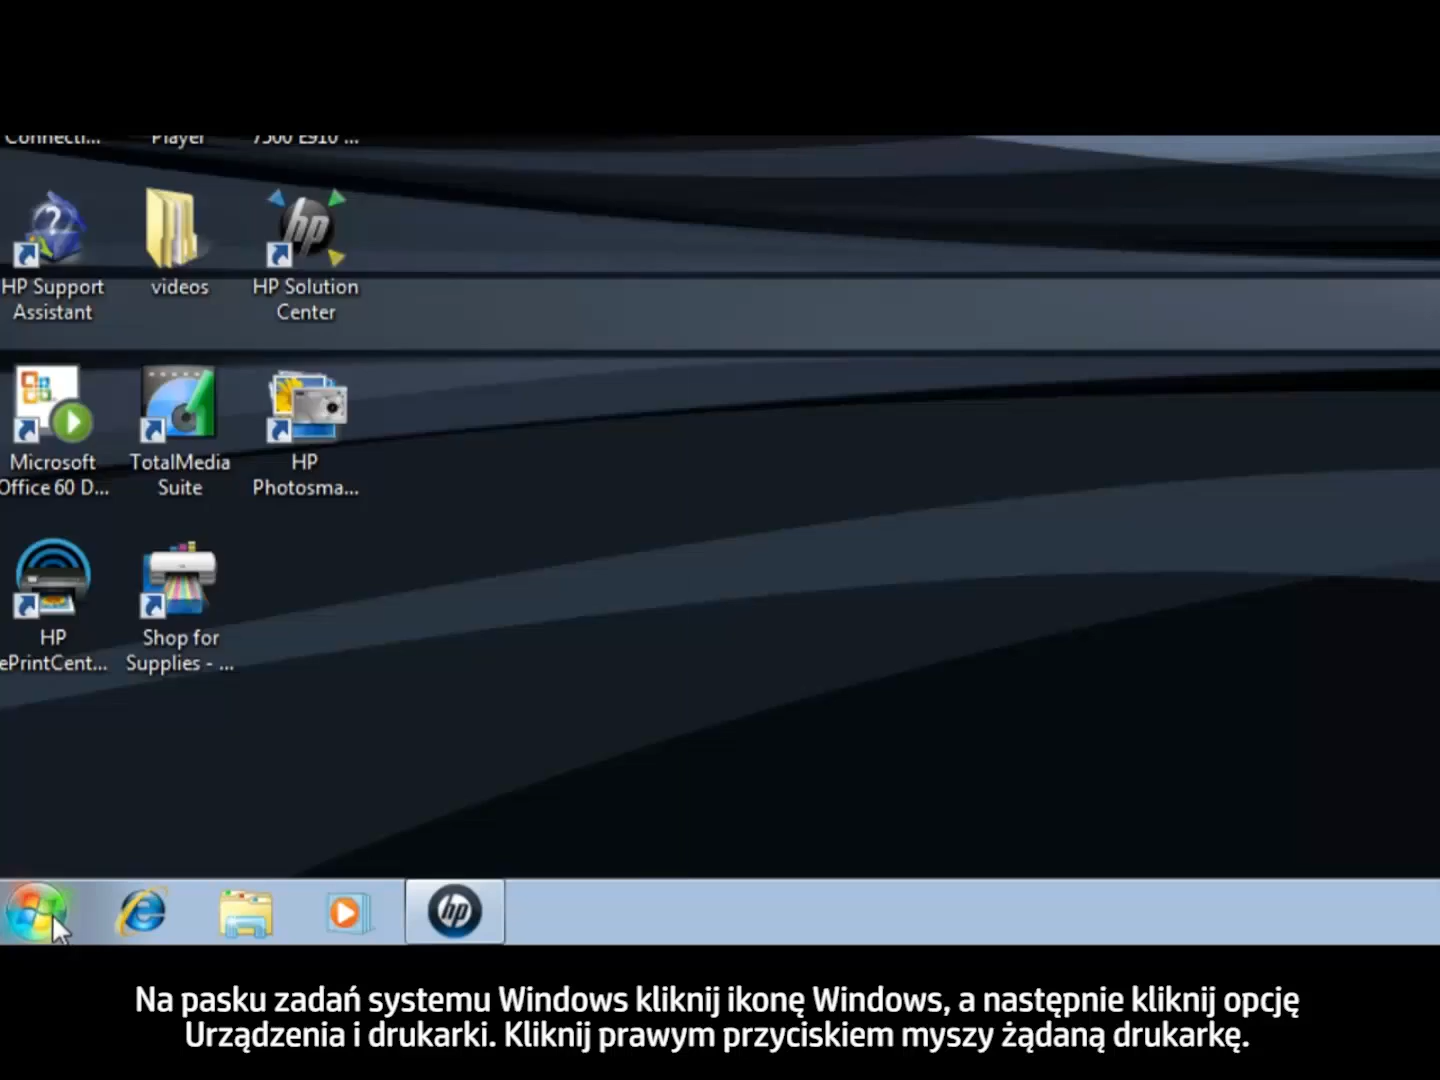 Connecti... Player 7500 E910 ...
HP Support Assistant
videos
HP Solution Center
Microsoft Office 60 D...
TotalMedia Suite
HP Photosma...
HP ePrintCent...
Shop for Supplies - ...
hp
Na pasku zadań systemu Windows kliknij ikonę Windows, a następnie kliknij opcję
Urządzenia i drukarki. Kliknij prawym przyciskiem myszy żądaną drukarkę.